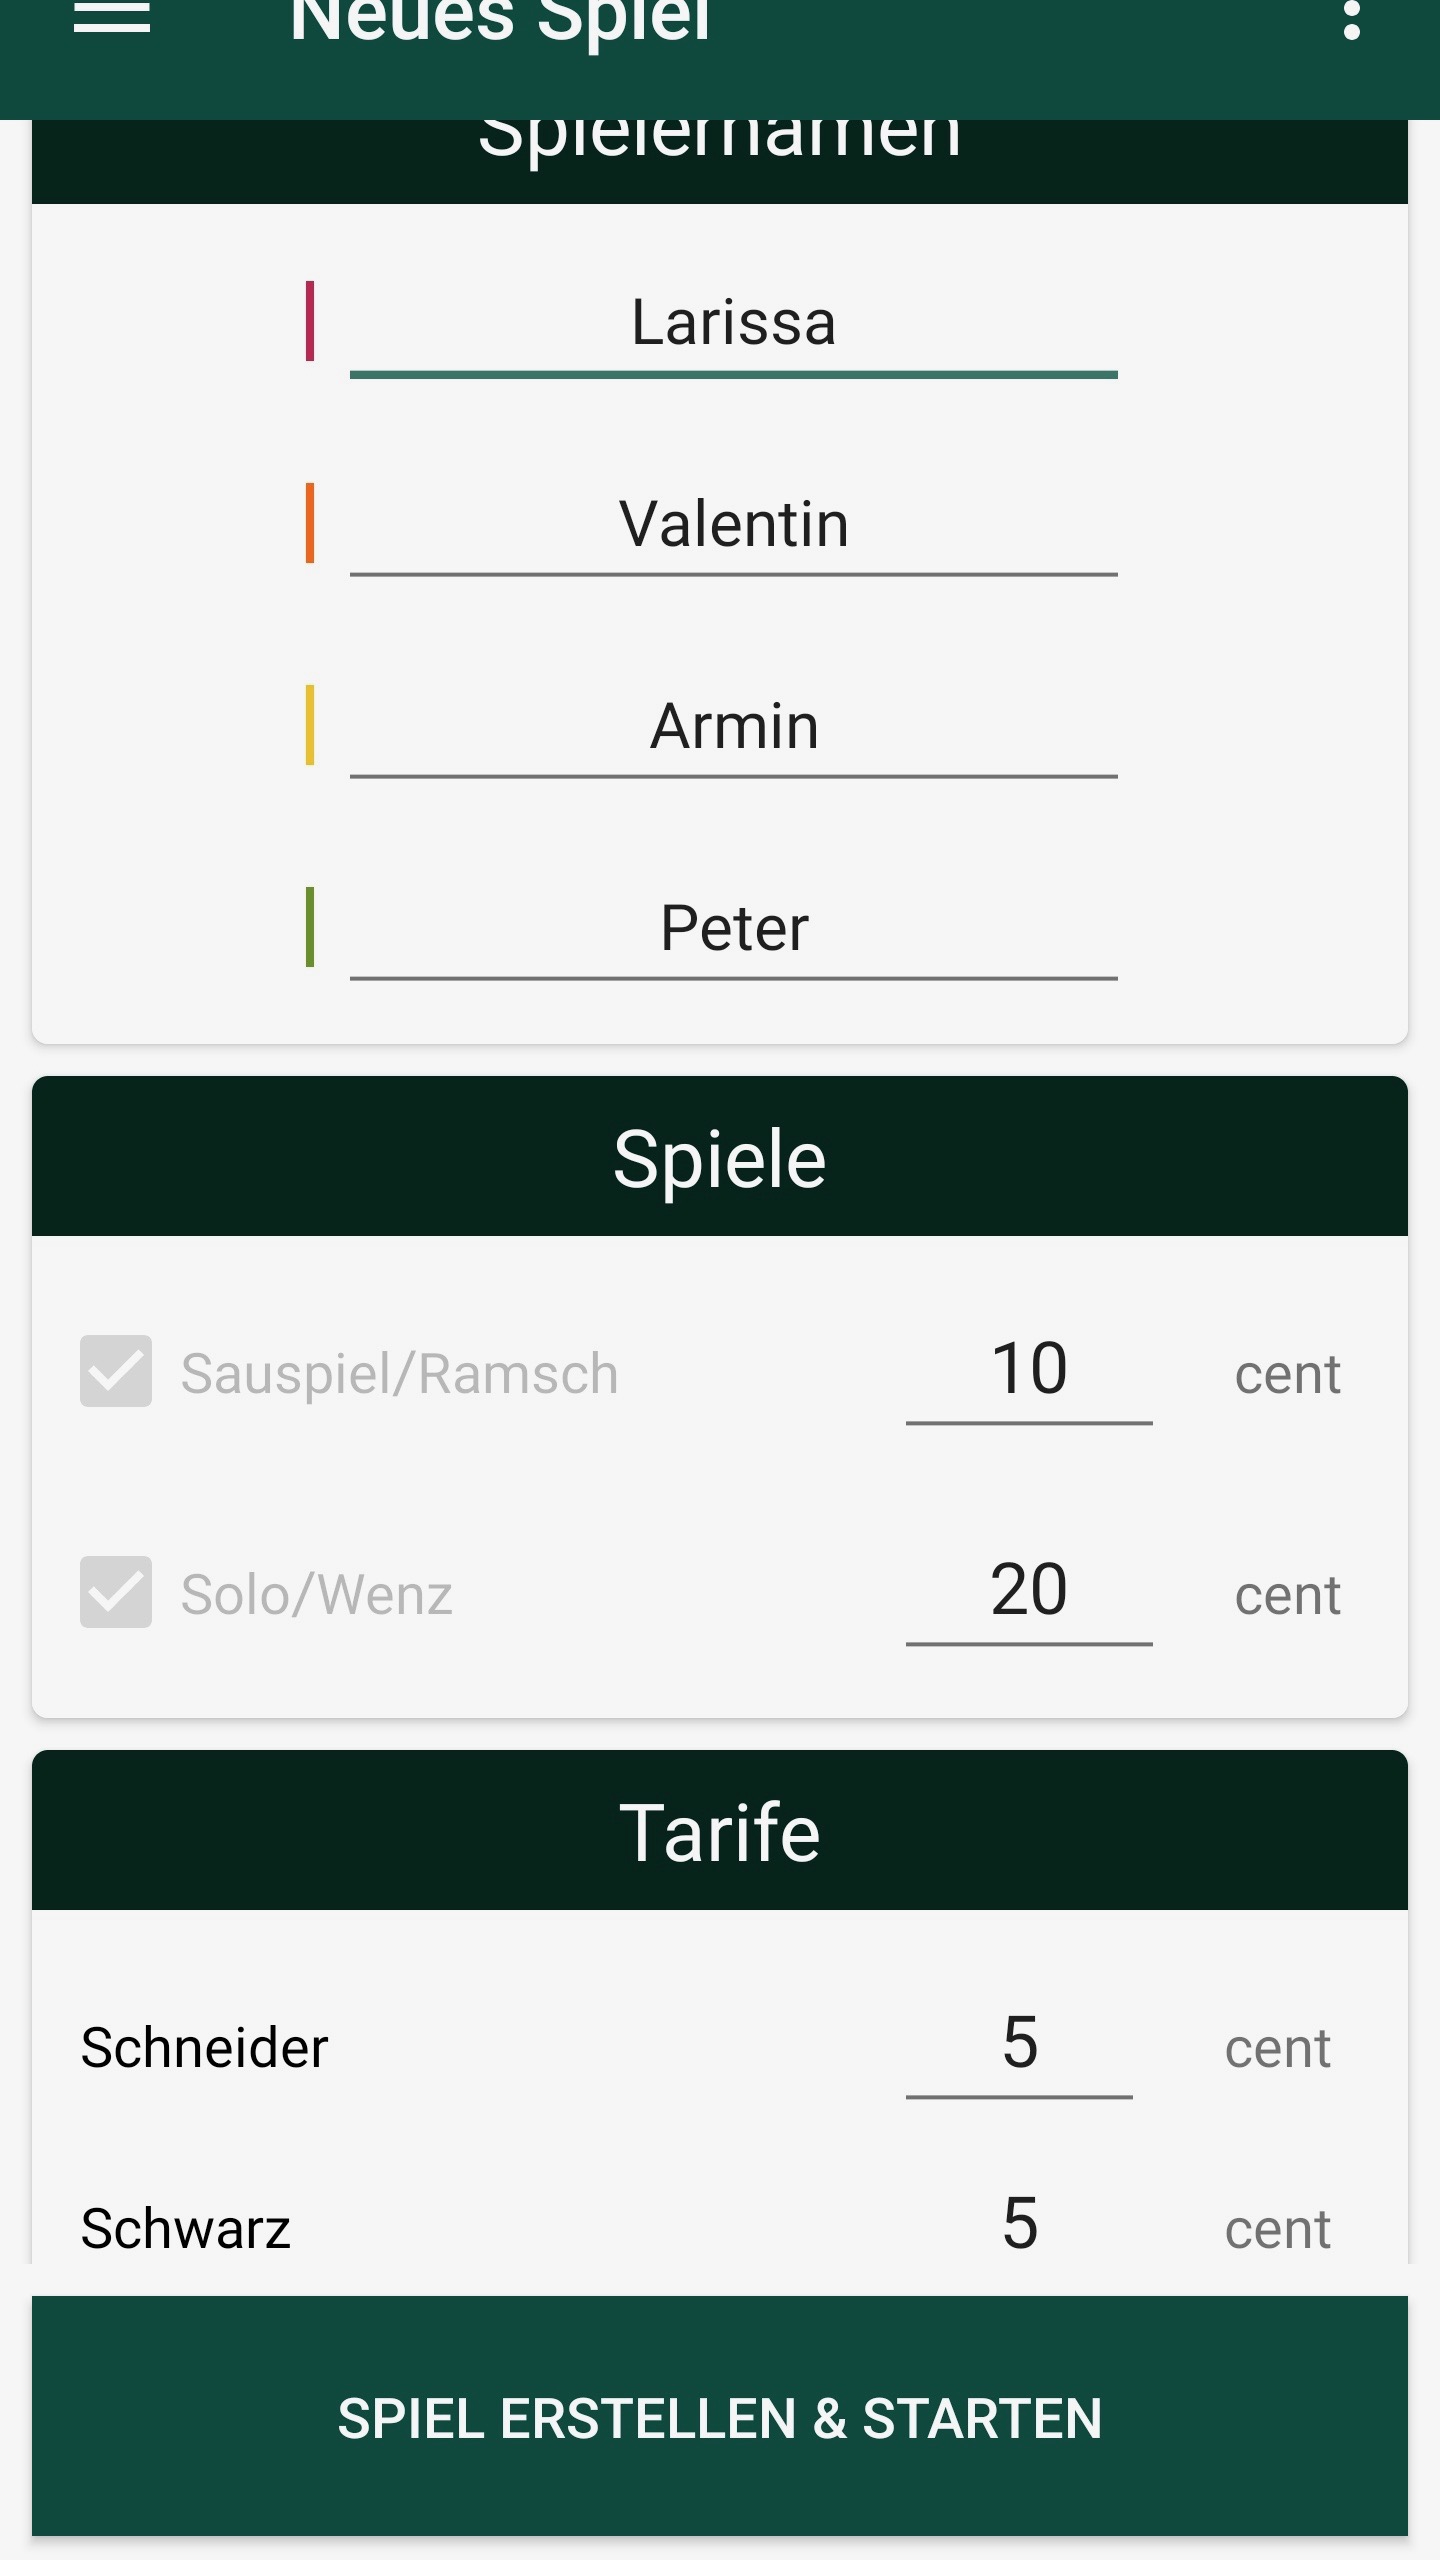 Neues Spiel
Spielernamen
Larissa
Valentin
Armin
Peter
Spiele
Sauspiel/Ramsch 10 cent
Solo/Wenz 20 cent
Tarife
Schneider 5 cent
Schwarz 5 cent
SPIEL ERSTELLEN & STARTEN